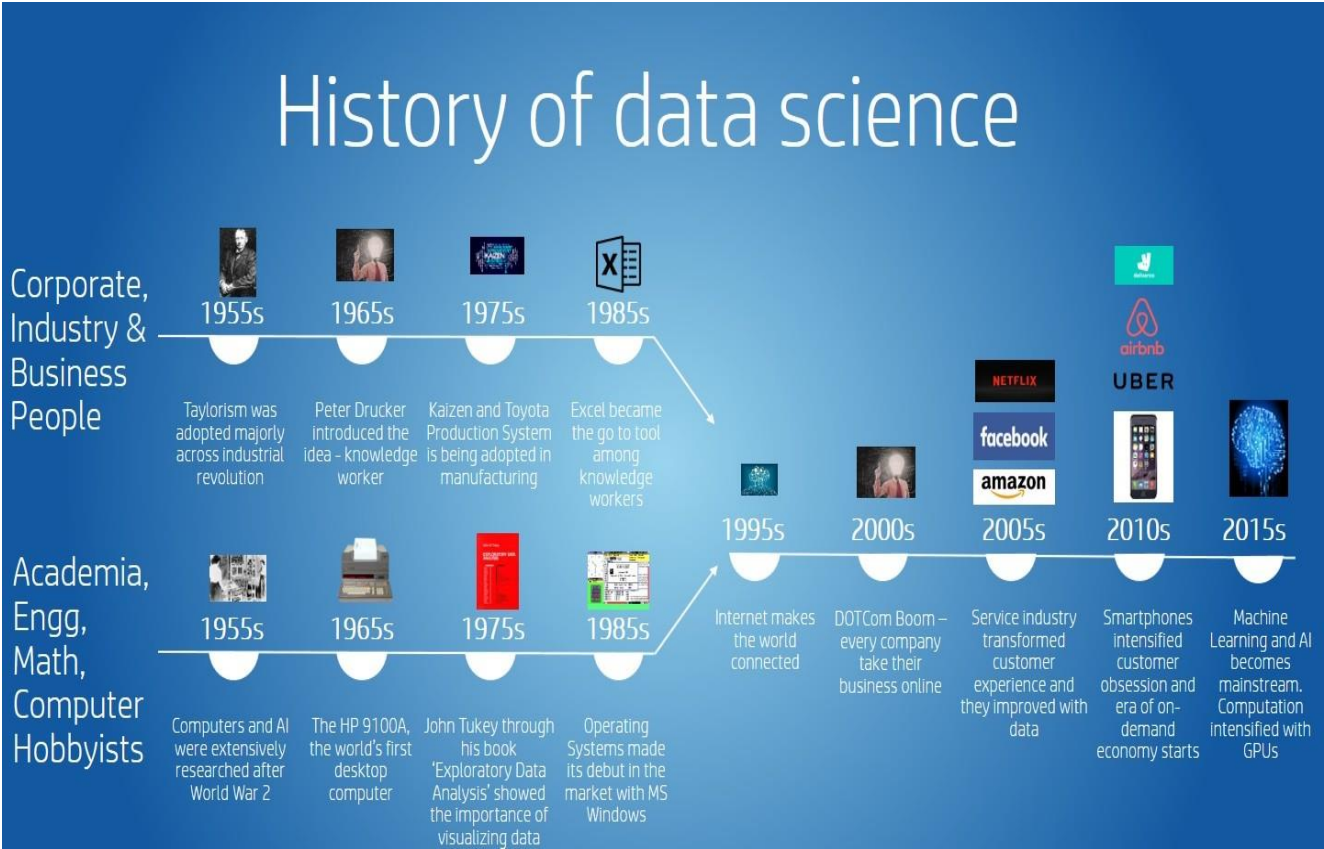 History of data science
Corporate,
Industry &
Business
People
1955s
1965s
1975s
1985s
Taylorism was
adopted majorly
across industrial
revolution
Peter Drucker
introduced the
idea - knowledge
worker
KAIZEN
Kaizen and Toyota
Production System
is being adopted in
manufacturing
X
Excel became
the go to tool
among
knowledge
workers
Academia,
Engg,
Math,
Computer
Hobbyists
1955s
1965s
1975s
1985s
Computers and AI
were extensively
researched after
World War 2
The HP 9100A,
the world's first
desktop
computer
EXPLORATORY DATA
ANALYSIS
John Tukey through
his book
'Exploratory Data
Analysis' showed
the importance of
visualizing data
Operating
Systems made
its debut in the
market with MS
Windows
1995s
Internet makes
the world
connected
2000s
DOTCom Boom –
every company
take their
business online
NETFLIX
facebook
amazon
2005s
Service industry
transformed
customer
experience and
they improved with
data
deliveroo
airbnb
UBER
2010s
Smartphones
intensified
customer
obsession and
era of on-
demand
economy starts
2015s
Machine
Learning and AI
becomes
mainstream.
Computation
intensified with
GPUs